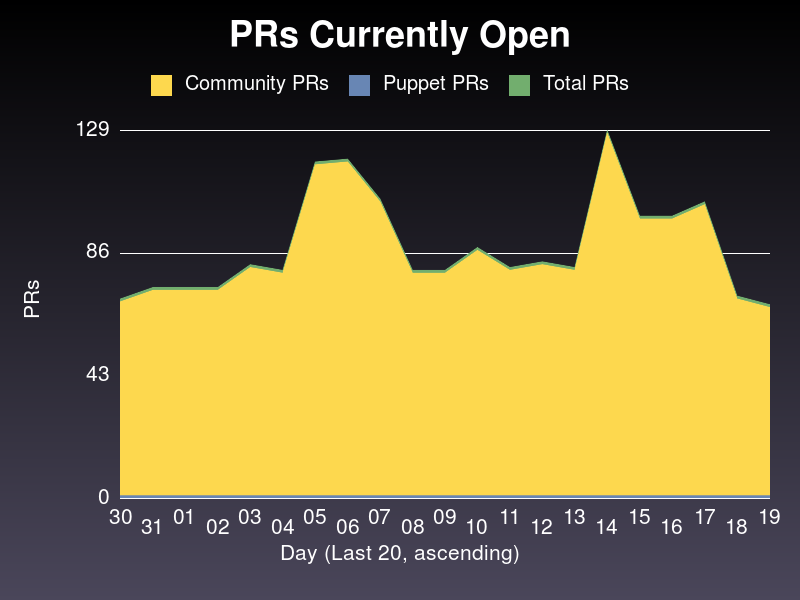 PRs Currently Open
Community PRs Puppet PRs Total PRs
129
86
43
0
PRs
30 31 01 02 03 04 05 06 07 08 09 10 11 12 13 14 15 16 17 18 19
Day (Last 20, ascending)